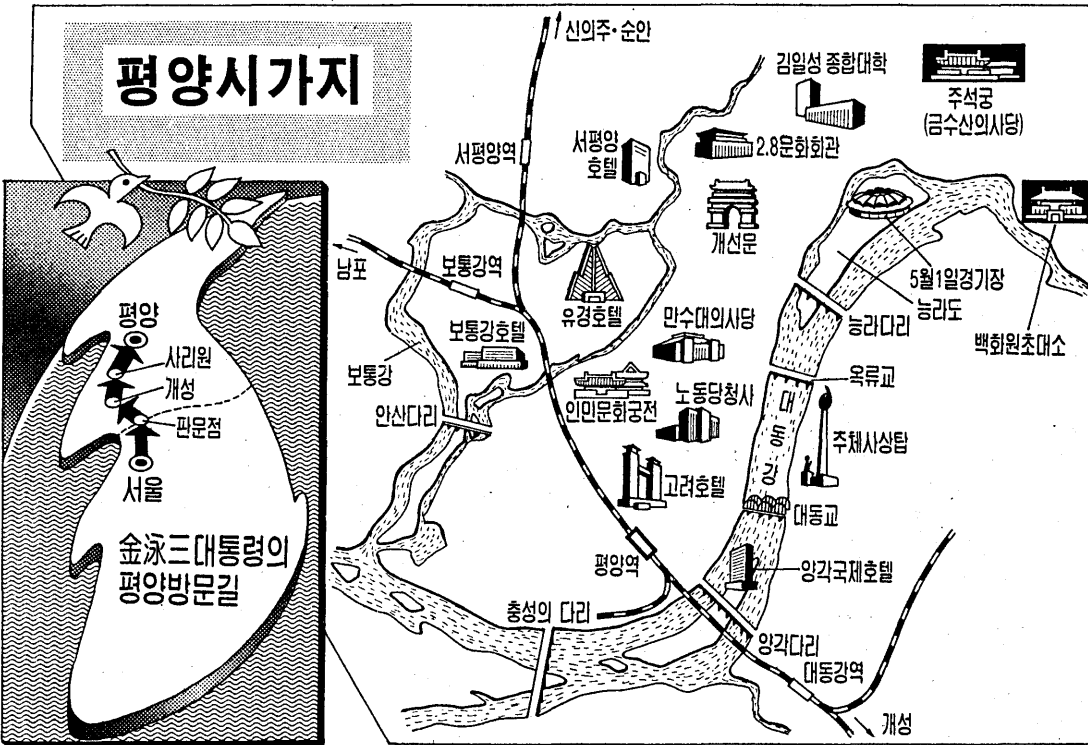 평양시가지
평양
사리원
개성
판문점
서울
金泳三대통령의
평양방문길
신의주·순안
김일성 종합대학
주석궁
(금수산의사당)
서평양역
서평양
호텔
2.8문화회관
개선문
남포
보통강역
유경호텔
5월1일경기장
능라도
능라다리
백화원초대소
보통강호텔
만수대의사당
보통강
옥류교
안산다리
인민문화궁전
노동당청사
대동강
주체사상탑
고려호텔
대동교
평양역
양각국제호텔
충성의 다리
양각다리
대동강역
개성